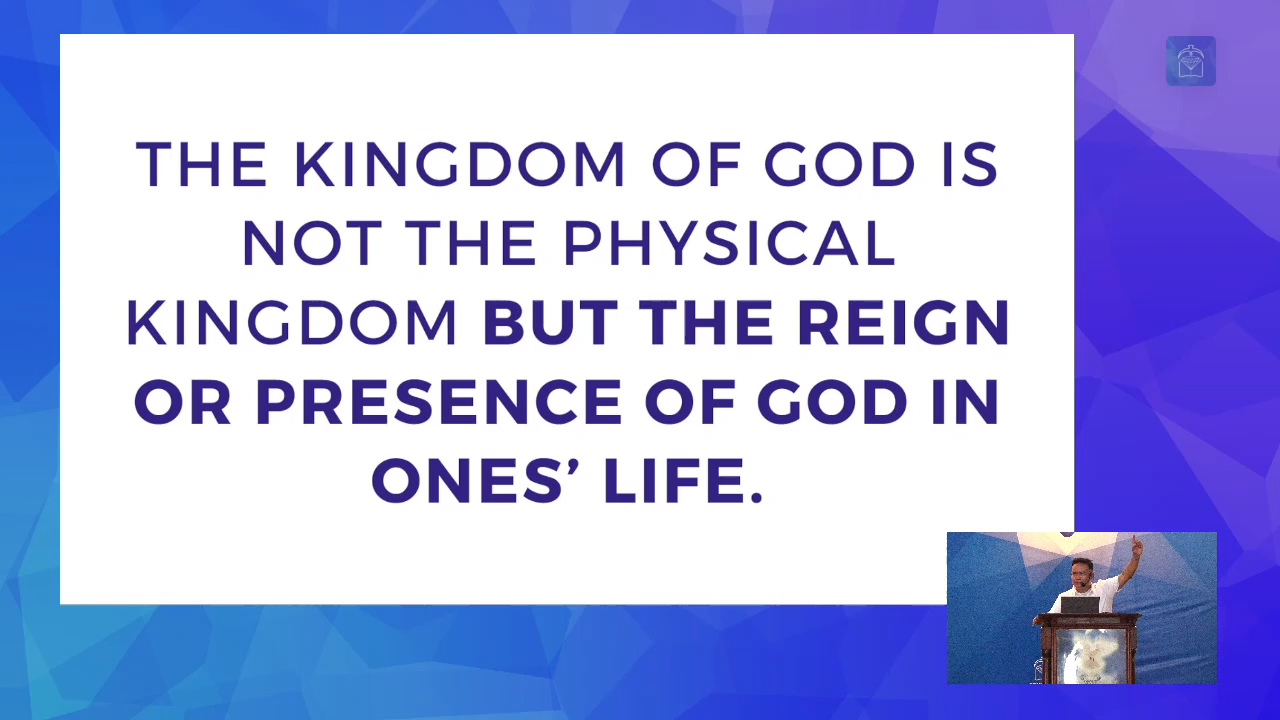 THE KINGDOM OF GOD IS
NOT THE PHYSICAL
KINGDOM BUT THE REIGN
OR PRESENCE OF GOD IN
ONES’ LIFE.